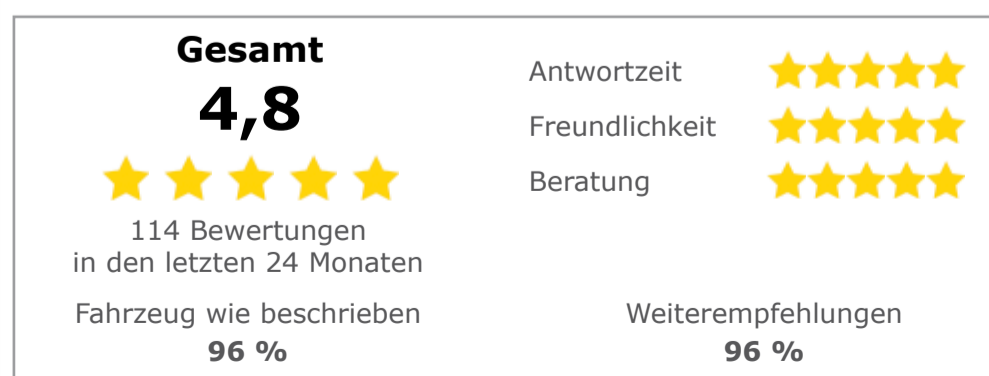 Gesamt
4,8
114 Bewertungen
in den letzten 24 Monaten
Antwortzeit
Freundlichkeit
Beratung
Fahrzeug wie beschrieben
96 %
Weiterempfehlungen
96 %